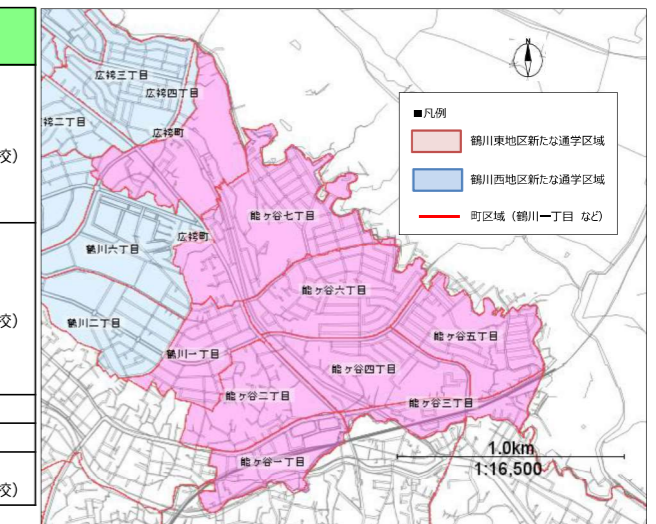 校)
校)
校)
N
広袴三丁目
広袴四丁目
袴二丁目
広袴町
■凡例
鶴川東地区新たな通学区域
鶴川西地区新たな通学区域
町区域（鶴川一丁目 など）
能ヶ谷七丁目
広袴町
鶴川六丁目
能ヶ谷六丁目
鶴川二丁目
能ヶ谷五丁目
鶴川一丁目
能ヶ谷四丁目
能ヶ谷二丁目
能ヶ谷三丁目
能ヶ谷一丁目
1.0km
1:16,500